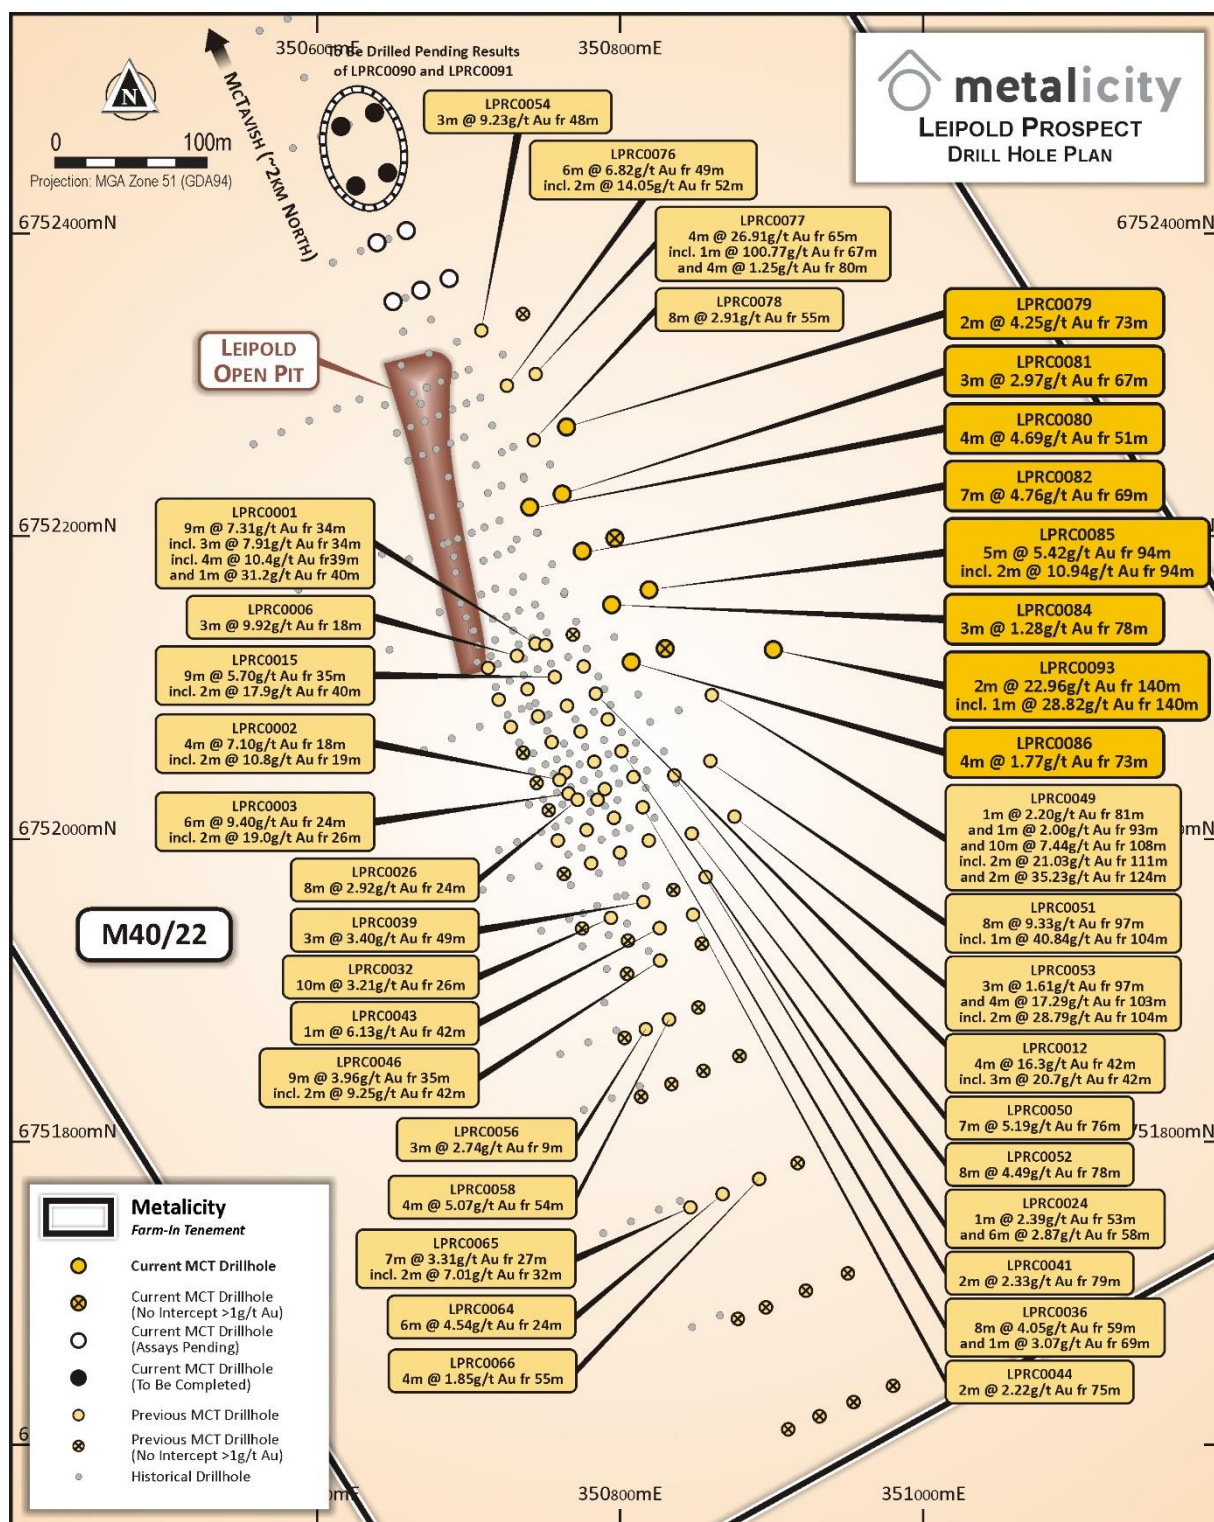 350600mE
350800mE
To Be Drilled Pending Results
of LPRC0090 and LPRC0091
metalicity
LEIPOLD PROSPECT
DRILL HOLE PLAN
N
0 100m
Projection: MGA Zone 51 (GDA94)
MCTAVISH (~2KM NORTH)
6752400mN
6752400mN
LPRC0054
3m @ 9.23g/t Au fr 48m
LPRC0076
6m @ 6.82g/t Au fr 49m
incl. 2m @ 14.05g/t Au fr 52m
LPRC0077
4m @ 26.91g/t Au fr 65m
incl. 1m @ 100.77g/t Au fr 67m
and 4m @ 1.25g/t Au fr 80m
LPRC0078
8m @ 2.91g/t Au fr 55m
LEIPOLD
OPEN PIT
LPRC0079
2m @ 4.25g/t Au fr 73m
LPRC0081
3m @ 2.97g/t Au fr 67m
LPRC0080
4m @ 4.69g/t Au fr 51m
LPRC0082
7m @ 4.76g/t Au fr 69m
LPRC0085
5m @ 5.42g/t Au fr 94m
incl. 2m @ 10.94g/t Au fr 94m
LPRC0084
3m @ 1.28g/t Au fr 78m
LPRC0093
2m @ 22.96g/t Au fr 140m
incl. 1m @ 28.82g/t Au fr 140m
LPRC0086
4m @ 1.77g/t Au fr 73m
6752200mN
LPRC0001
9m @ 7.31g/t Au fr 34m
incl. 3m @ 7.91g/t Au fr 34m
incl. 4m @ 10.4g/t Au fr39m
and 1m @ 31.2g/t Au fr 40m
LPRC0006
3m @ 9.92g/t Au fr 18m
LPRC0015
9m @ 5.70g/t Au fr 35m
incl. 2m @ 17.9g/t Au fr 40m
LPRC0002
4m @ 7.10g/t Au fr 18m
incl. 2m @ 10.8g/t Au fr 19m
LPRC0003
6m @ 9.40g/t Au fr 24m
incl. 2m @ 19.0g/t Au fr 26m
6752000mN
LPRC0026
8m @ 2.92g/t Au fr 24m
LPRC0039
3m @ 3.40g/t Au fr 49m
LPRC0032
10m @ 3.21g/t Au fr 26m
LPRC0043
1m @ 6.13g/t Au fr 42m
LPRC0046
9m @ 3.96g/t Au fr 35m
incl. 2m @ 9.25g/t Au fr 42m
LPRC0056
3m @ 2.74g/t Au fr 9m
LPRC0058
4m @ 5.07g/t Au fr 54m
LPRC0065
7m @ 3.31g/t Au fr 27m
incl. 2m @ 7.01g/t Au fr 32m
LPRC0064
6m @ 4.54g/t Au fr 24m
LPRC0066
4m @ 1.85g/t Au fr 55m
M40/22
LPRC0049
1m @ 2.20g/t Au fr 81m
and 1m @ 2.00g/t Au fr 93m
and 10m @ 7.44g/t Au fr 108m
incl. 2m @ 21.03g/t Au fr 111m
and 2m @ 35.23g/t Au fr 124m
LPRC0051
8m @ 9.33g/t Au fr 97m
incl. 1m @ 40.84g/t Au fr 104m
LPRC0053
3m @ 1.61g/t Au fr 97m
and 4m @ 17.29g/t Au fr 103m
incl. 2m @ 28.79g/t Au fr 104m
LPRC0012
4m @ 16.3g/t Au fr 42m
incl. 3m @ 20.7g/t Au fr 42m
LPRC0050
7m @ 5.19g/t Au fr 76m
LPRC0052
8m @ 4.49g/t Au fr 78m
LPRC0024
1m @ 2.39g/t Au fr 53m
and 6m @ 2.87g/t Au fr 58m
LPRC0041
2m @ 2.33g/t Au fr 79m
LPRC0036
8m @ 4.05g/t Au fr 59m
and 1m @ 3.07g/t Au fr 69m
LPRC0044
2m @ 2.22g/t Au fr 75m
6751800mN
751800mN
Metalicity
Farm-In Tenement
Current MCT Drillhole
Current MCT Drillhole
(No Intercept >1g/t Au)
Current MCT Drillhole
(Assays Pending)
Current MCT Drillhole
(To Be Completed)
Previous MCT Drillhole
Previous MCT Drillhole
(No Intercept >1g/t Au)
Historical Drillhole
350800mE
351000mE